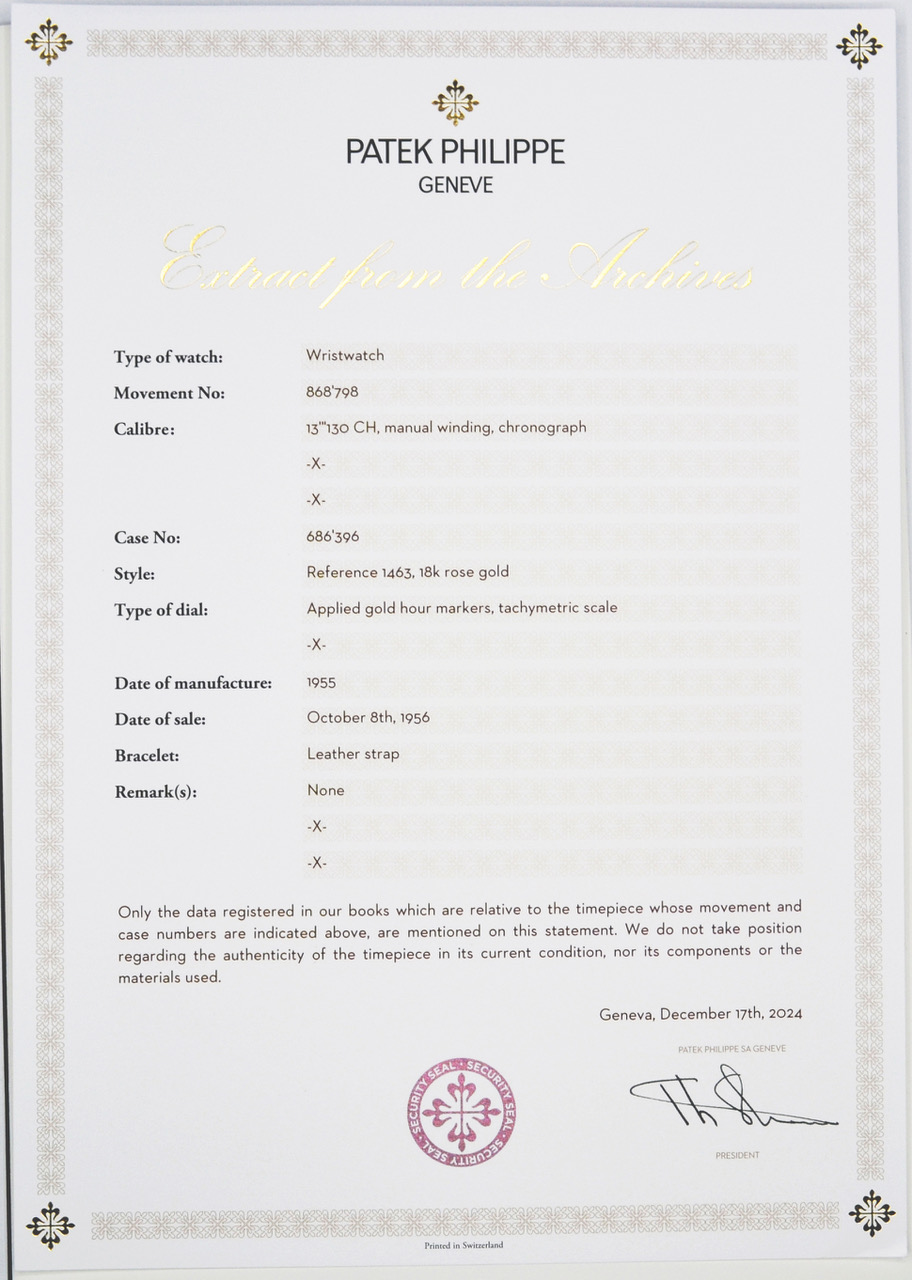 PATEK PHILIPPE
GENEVE
Extract from the Archives
Type of watch: Wristwatch
Movement No: 868'798
Calibre: 13'''130 CH, manual winding, chronograph
-X-
-X-
Case No: 686'396
Style: Reference 1463, 18k rose gold
Type of dial: Applied gold hour markers, tachymetric scale
-X-
Date of manufacture: 1955
Date of sale: October 8th, 1956
Bracelet: Leather strap
Remark(s): None
-X-
-X-
Only the data registered in our books which are relative to the timepiece whose movement and
case numbers are indicated above, are mentioned on this statement. We do not take position
regarding the authenticity of the timepiece in its current condition, nor its components or the
materials used.
Geneva, December 17th, 2024
PATEK PHILIPPE SA GENEVE
SECURITY SEAL · SECURITY SEAL · SECURITY SEAL ·
PRESIDENT
Printed in Switzerland